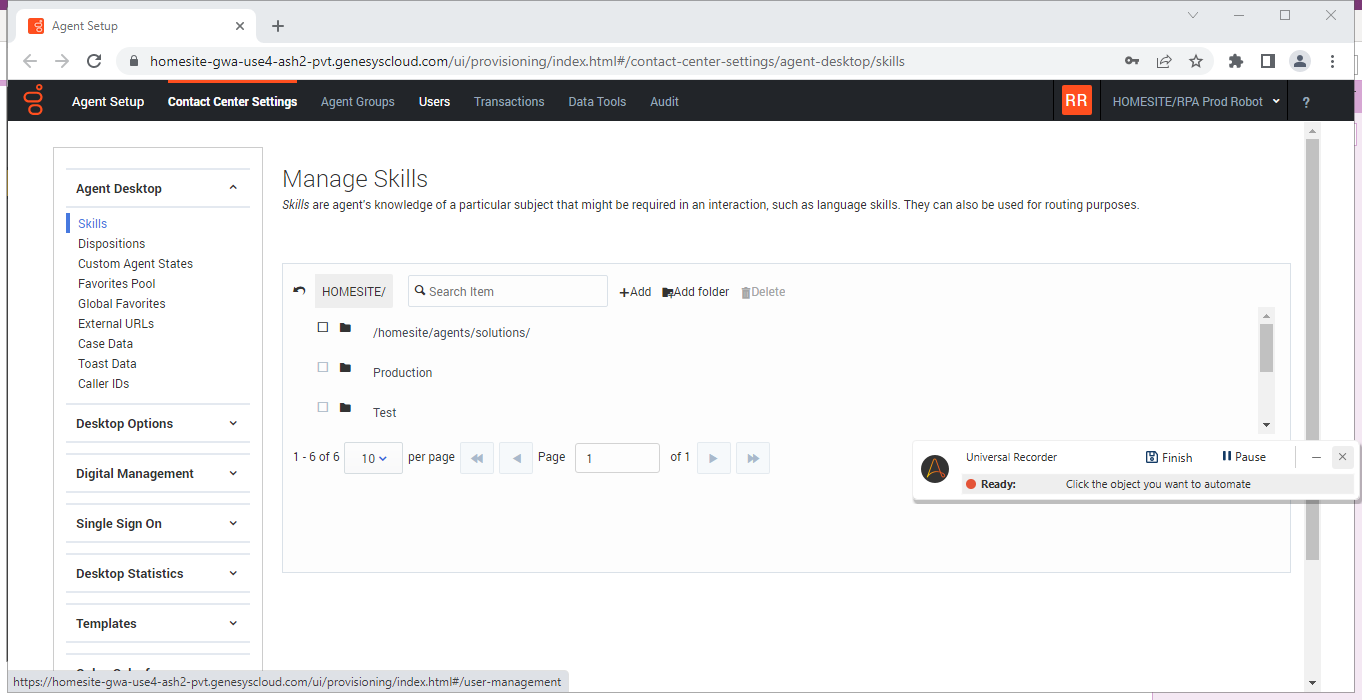 Agent Setup
homesite-gwa-use4-ash2-pvt.genesyscloud.com/ui/provisioning/index.html#/contact-center-settings/agent-desktop/skills
Agent Setup Contact Center Settings Agent Groups Users Transactions Data Tools Audit RR HOMESITE/RPA Prod Robot ?
Agent Desktop
Skills
Dispositions
Custom Agent States
Favorites Pool
Global Favorites
External URLs
Case Data
Toast Data
Caller IDs
Desktop Options
Digital Management
Single Sign On
Desktop Statistics
Templates
Manage Skills
Skills are agent's knowledge of a particular subject that might be required in an interaction, such as language skills. They can also be used for routing purposes.
HOMESITE/ Search Item +Add Add folder Delete
/homesite/agents/solutions/
Production
Test
1 - 6 of 6 10 per page Page 1 of 1
Universal Recorder Finish Pause
Ready: Click the object you want to automate
https://homesite-gwa-use4-ash2-pvt.genesyscloud.com/ui/provisioning/index.html#/user-management